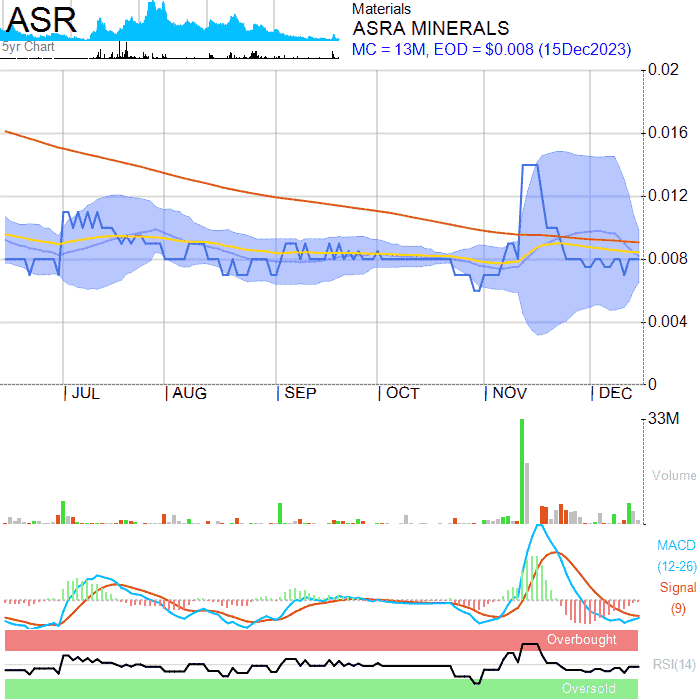 ASR
5yr Chart
Materials
ASRA MINERALS
MC = 13M, EOD = $0.008 (15Dec2023)
0.02
0.016
0.012
0.008
0.004
0
JUL AUG SEP OCT NOV DEC
33M
Volume
MACD
(12-26)
Signal
(9)
Overbought
RSI(14)
Oversold